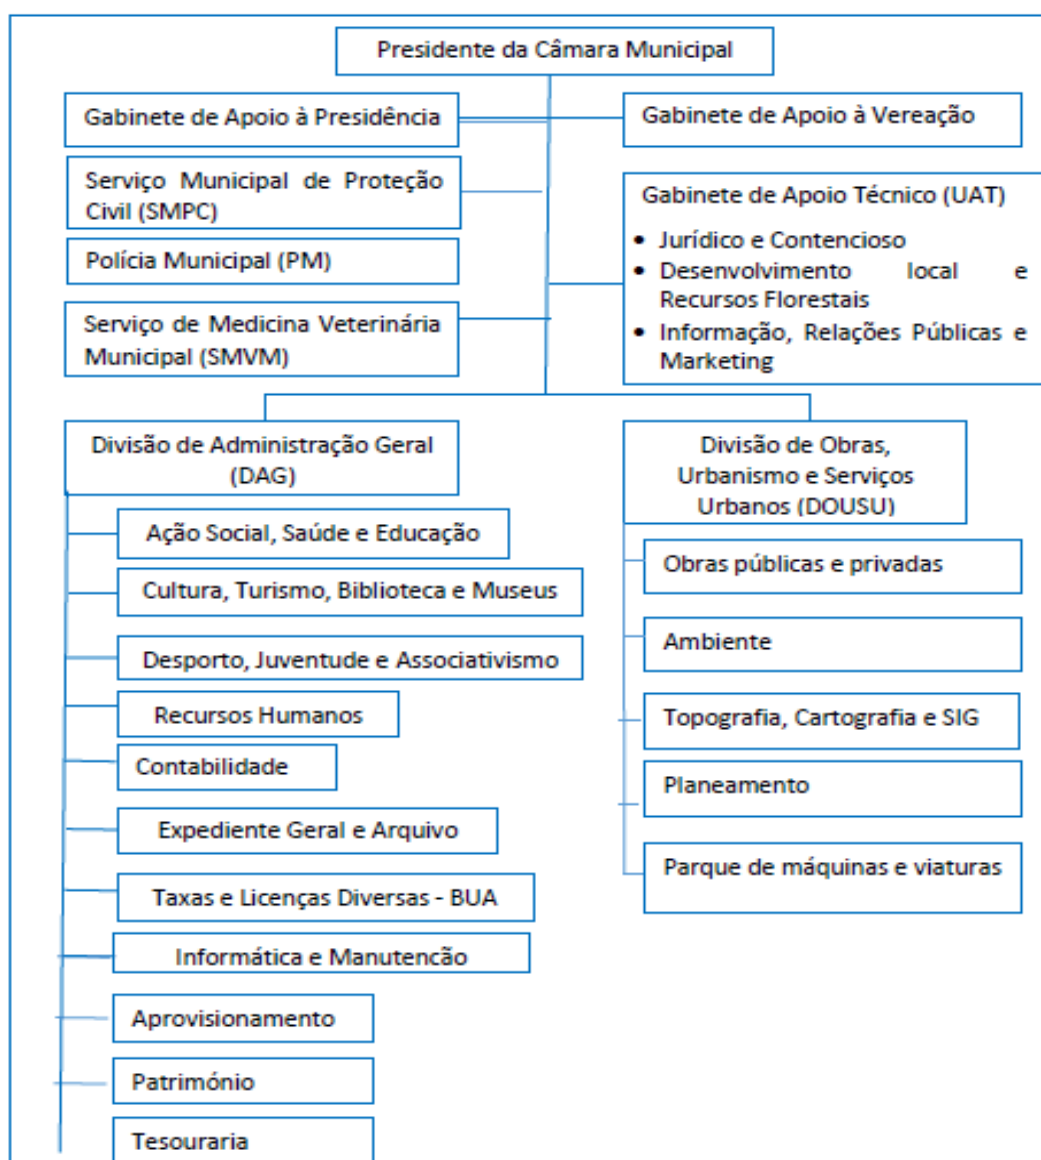 Presidente da Câmara Municipal
Gabinete de Apoio à Presidência
Gabinete de Apoio à Vereação
Serviço Municipal de Proteção
Civil (SMPC)
Polícia Municipal (PM)
Serviço de Medicina Veterinária
Municipal (SMVM)
Gabinete de Apoio Técnico (UAT)
• Jurídico e Contencioso
• Desenvolvimento local e
Recursos Florestais
• Informação, Relações Públicas e
Marketing
Divisão de Administração Geral
(DAG)
Ação Social, Saúde e Educação
Cultura, Turismo, Biblioteca e Museus
Desporto, Juventude e Associativismo
Recursos Humanos
Contabilidade
Expediente Geral e Arquivo
Taxas e Licenças Diversas - BUA
Informática e Manutencão
Aprovisionamento
Património
Tesouraria
Divisão de Obras,
Urbanismo e Serviços
Urbanos (DOUSU)
Obras públicas e privadas
Ambiente
Topografia, Cartografia e SIG
Planeamento
Parque de máquinas e viaturas